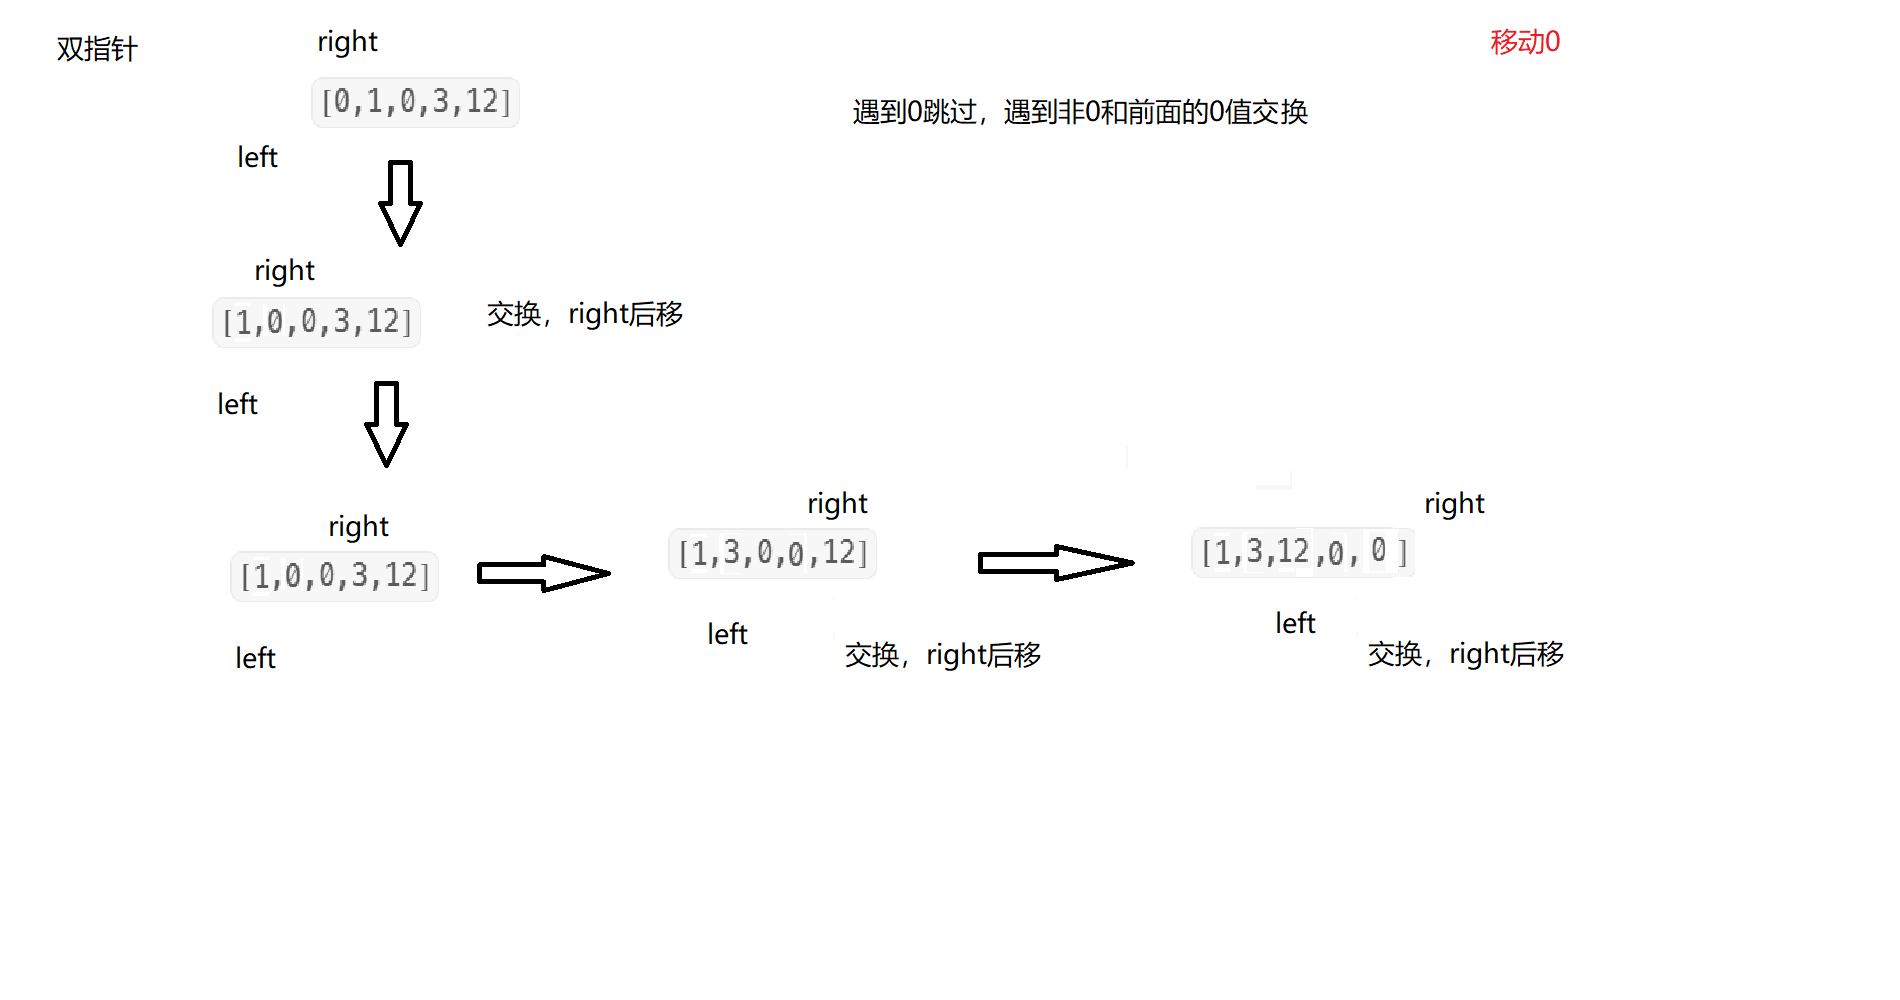 双指针
right
移动0
[0,1,0,3,12]
遇到0跳过，遇到非0和前面的0值交换
left
right
[1,0,0,3,12]
交换，right后移
left
right
[1,0,0,3,12]
left
right
[1,3,0,0,12]
left
交换，right后移
right
[1,3,12,0,0]
left
交换，right后移